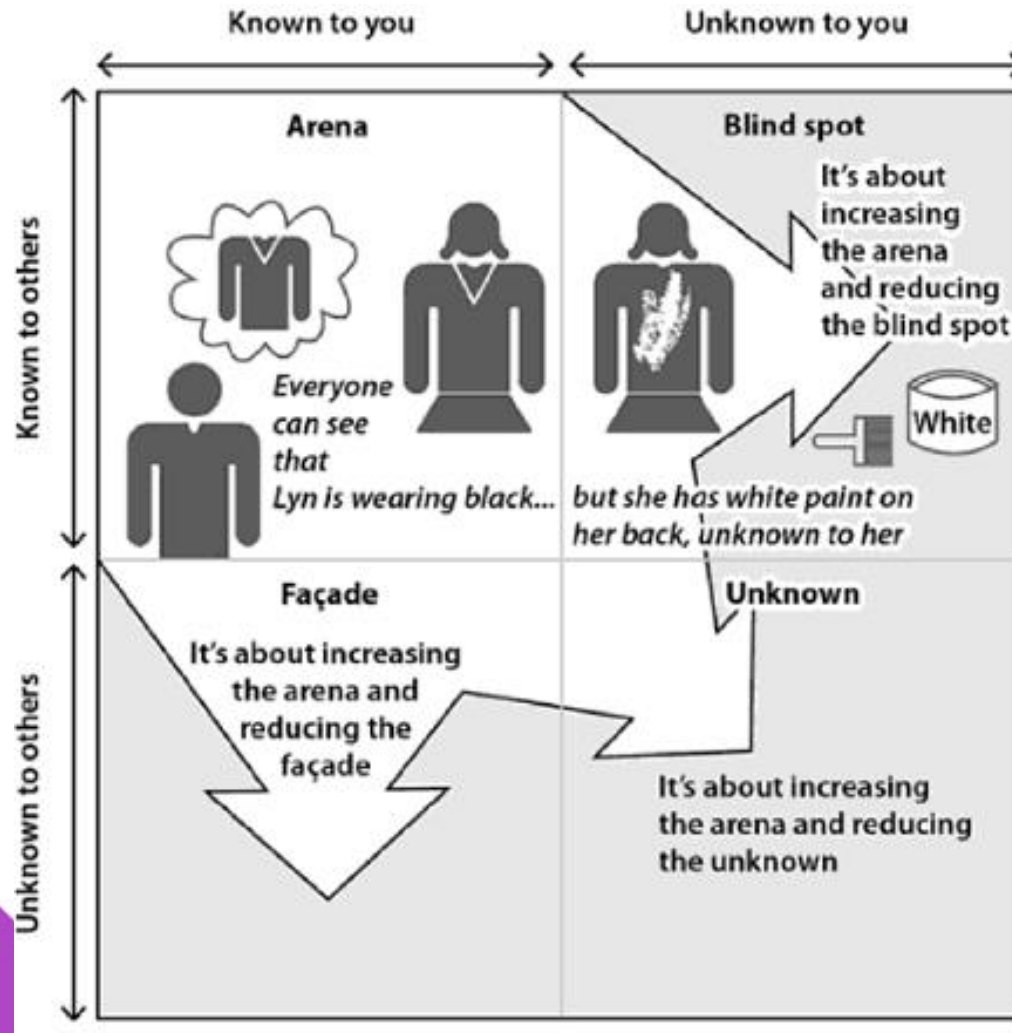 Known to you
Unknown to you
Known to others
Arena
Everyone
can see
that
Lyn is wearing black...
Blind spot
It's about
increasing
the arena
and reducing
the blind spot
White
but she has white paint on
her back, unknown to her
Unknown to others
Façade
It's about increasing
the arena and
reducing the
façade
Unknown
It's about increasing
the arena and reducing
the unknown